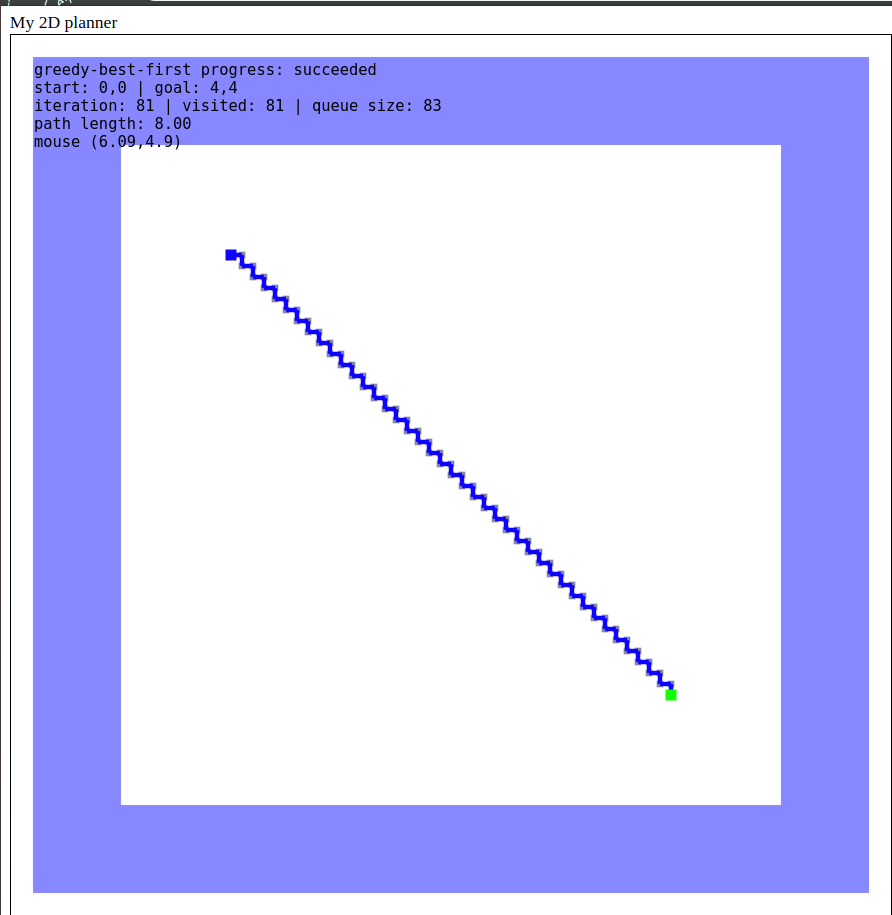 My 2D planner
greedy-best-first progress: succeeded
start: 0,0 | goal: 4,4
iteration: 81 | visited: 81 | queue size: 83
path length: 8.00
mouse (6.09,4.9)